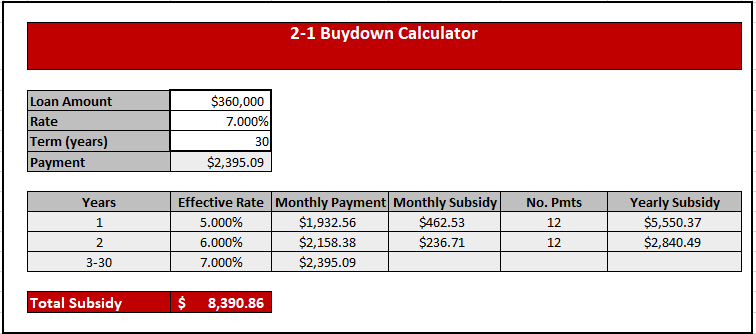 2-1 Buydown Calculator
Loan Amount $360,000
Rate 7.000%
Term (years) 30
Payment $2,395.09
Years Effective Rate Monthly Payment Monthly Subsidy No. Pmts Yearly Subsidy
1 5.000% $1,932.56 $462.53 12 $5,550.37
2 6.000% $2,158.38 $236.71 12 $2,840.49
3-30 7.000% $2,395.09
Total Subsidy $ 8,390.86